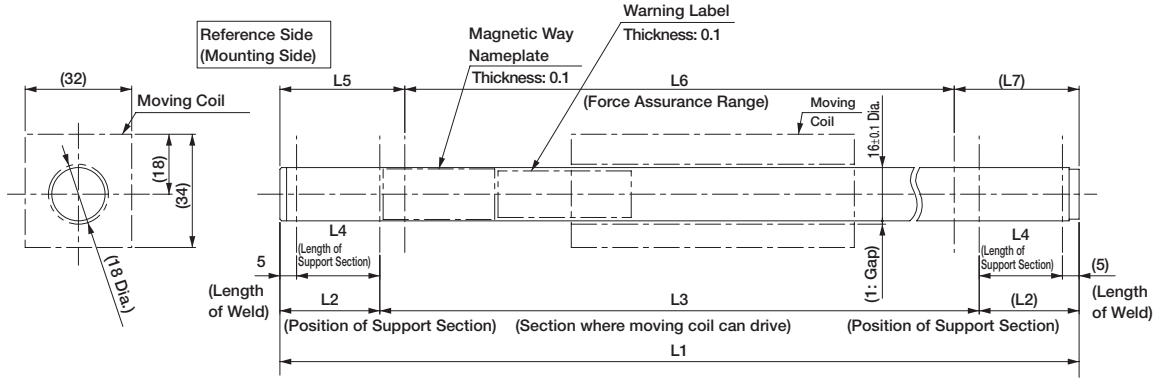 Warning Label
Thickness: 0.1
Reference Side
(Mounting Side)
Magnetic Way
Nameplate
Thickness: 0.1
(32)
L5
L6
(L7)
(Force Assurance Range)
Moving Coil
Moving
Coil
16±0.1 Dia.
(18)
(34)
(18 Dia.)
L4
(Length of
Support Section)
(1: Gap)
L4
(Length of
Support Section)
5
(Length
of Weld)
(5)
(Length
of Weld)
L2
L3
(L2)
(Position of Support Section)
(Section where moving coil can drive)
(Position of Support Section)
L1